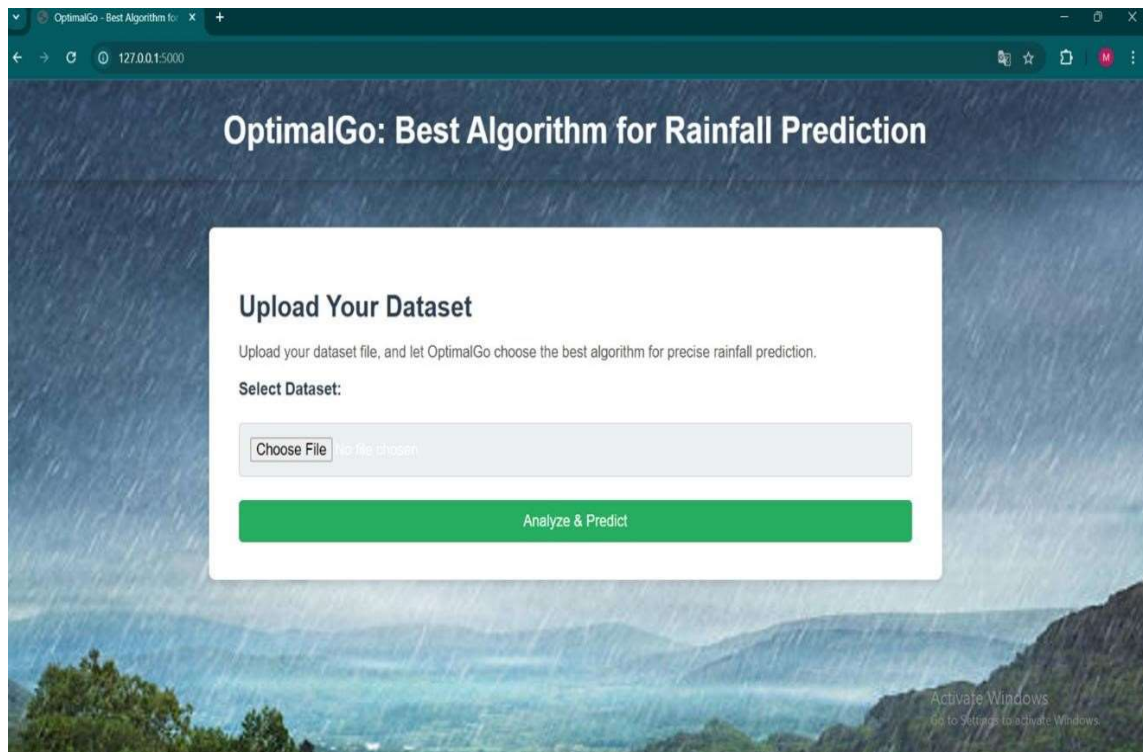 OptimalGo - Best Algorithm for
127.0.0.1:5000
M
OptimalGo: Best Algorithm for Rainfall Prediction
Upload Your Dataset
Upload your dataset file, and let OptimalGo choose the best algorithm for precise rainfall prediction.
Select Dataset:
Choose File No file chosen
Analyze & Predict
Activate Windows
Go to Settings to activate Windows.